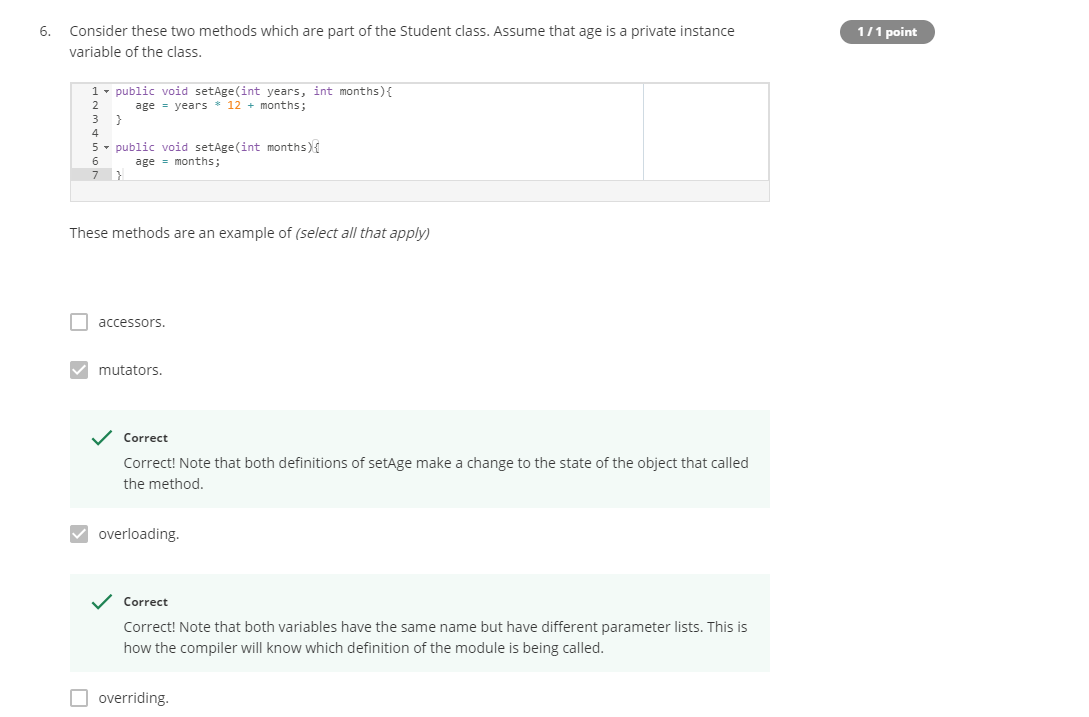 6. Consider these two methods which are part of the Student class. Assume that age is a private instance
variable of the class.
1 / 1 point
1 public void setAge(int years, int months){
2 age = years * 12 + months;
3 }
4
5 public void setAge(int months){
6 age = months;
7 }
These methods are an example of (select all that apply)
accessors.
mutators.
Correct
Correct! Note that both definitions of setAge make a change to the state of the object that called
the method.
overloading.
Correct
Correct! Note that both variables have the same name but have different parameter lists. This is
how the compiler will know which definition of the module is being called.
overriding.